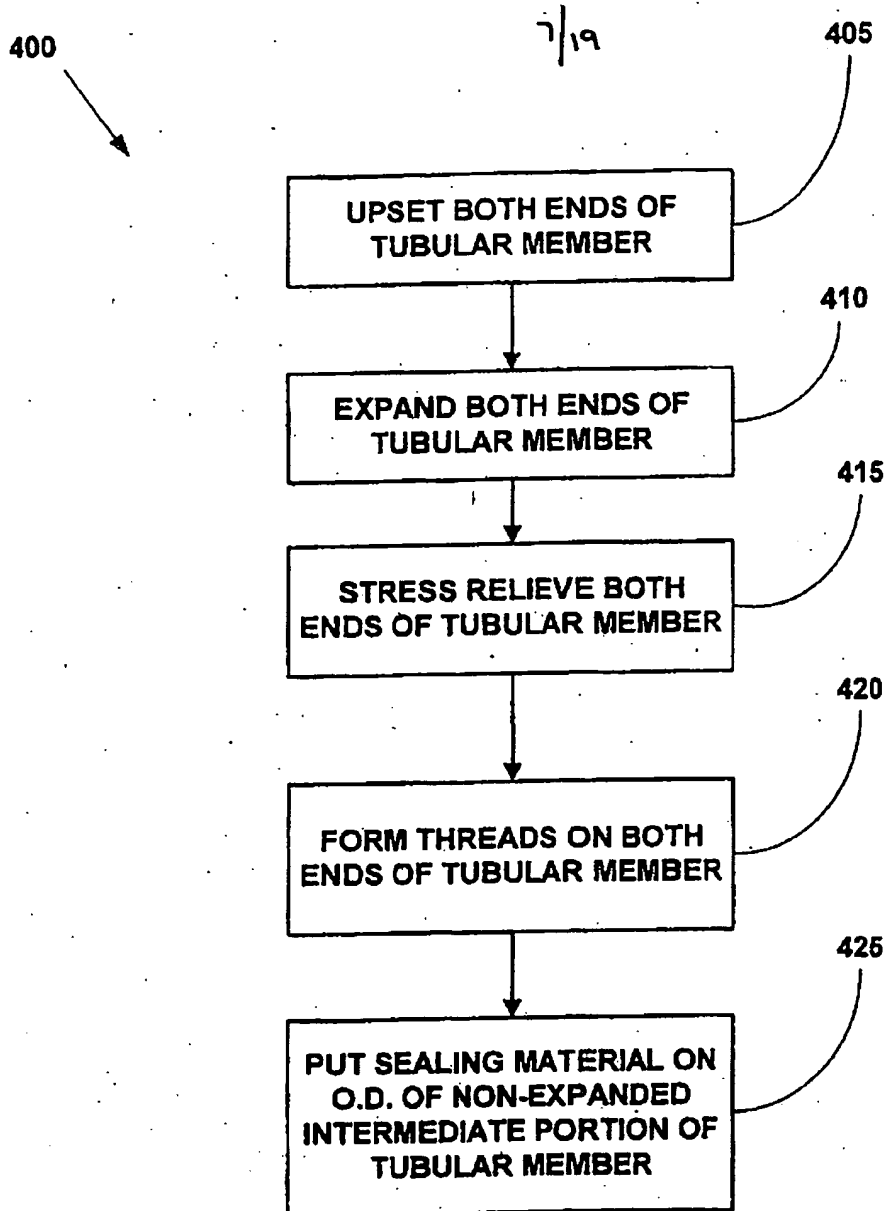 7/19
400
405
UPSET BOTH ENDS OF
TUBULAR MEMBER
410
EXPAND BOTH ENDS OF
TUBULAR MEMBER
415
STRESS RELIEVE BOTH
ENDS OF TUBULAR MEMBER
420
FORM THREADS ON BOTH
ENDS OF TUBULAR MEMBER
425
PUT SEALING MATERIAL ON
O.D. OF NON-EXPANDED
INTERMEDIATE PORTION OF
TUBULAR MEMBER